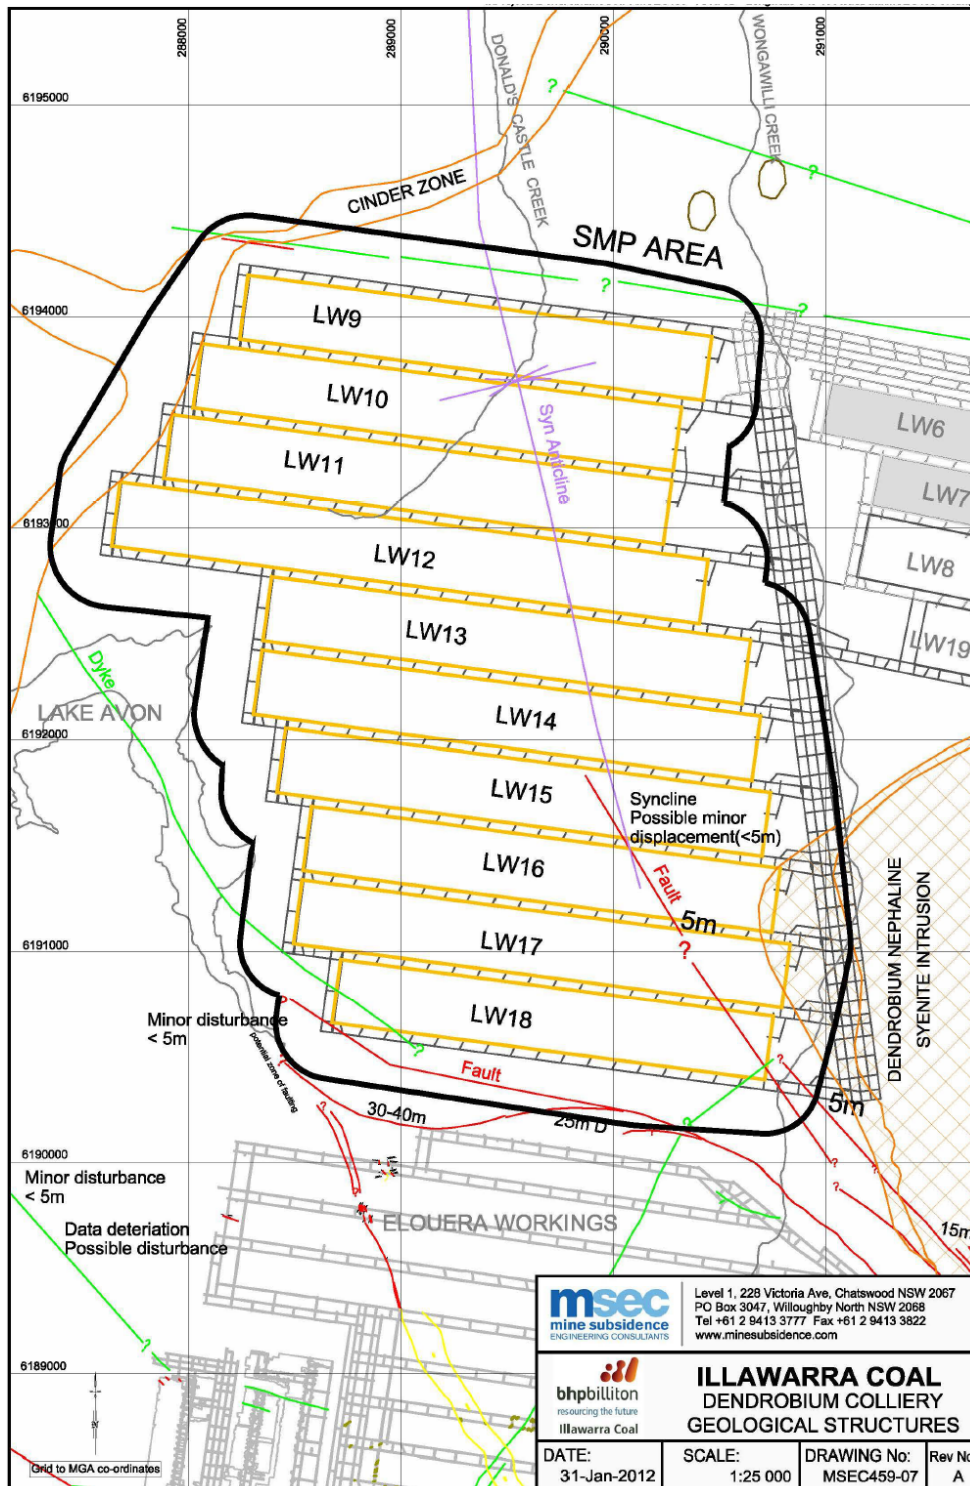 288000
289000
290000
291000
6195000
DONALD'S CASTLE CREEK
WONGAWILLI CREEK
?
?
CINDER ZONE
SMP AREA
6194000
?
?
LW9
LW10
LW6
Syn Anticline
LW11
LW7
6193000
LW12
LW8
LW13
LW19
Dyke
LAKE AVON
LW14
6192000
LW15
Syncline
Possible minor
displacement(<5m)
LW16
Fault
DENDROBIUM NEPHALINE
SYENITE INTRUSION
5m
6191000
LW17
?
?
Minor disturbance
< 5m
LW18
potential zone of faulting
?
?
?
Fault
5m
30-40m
25m D
?
?
?
?
?
6190000
Minor disturbance
< 5m
?
ELOUERA WORKINGS
15m
Data deteriation
Possible disturbance
?
6189000
Grid to MGA co-ordinates
msec
mine subsidence
ENGINEERING CONSULTANTS
Level 1, 228 Victoria Ave, Chatswood NSW 2067
PO Box 3047, Willoughby North NSW 2068
Tel +61 2 9413 3777 Fax +61 2 9413 3822
www.minesubsidence.com
bhpbilliton
resourcing the future
Illawarra Coal
ILLAWARRA COAL
DENDROBIUM COLLIERY
GEOLOGICAL STRUCTURES
DATE:
31-Jan-2012
SCALE:
1:25 000
DRAWING No:
MSEC459-07
Rev No
A